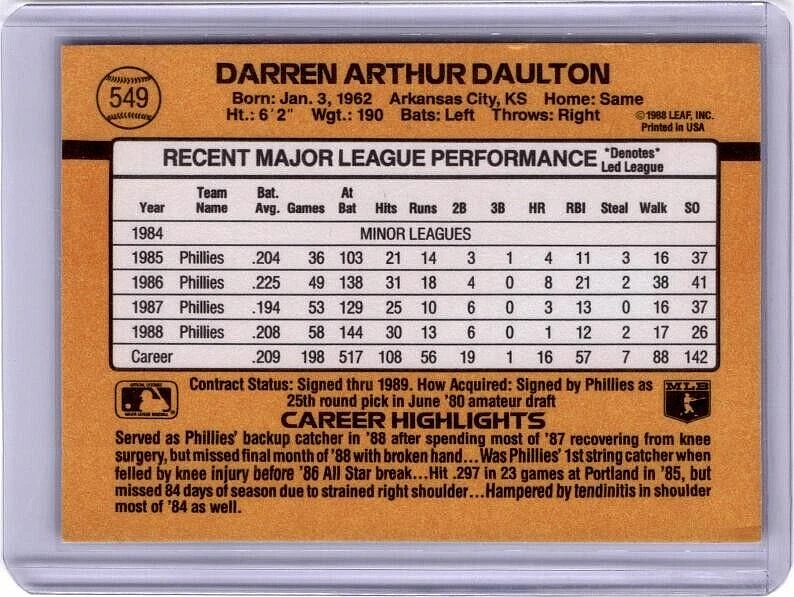 549
DARREN ARTHUR DAULTON
Born: Jan. 3, 1962 Arkansas City, KS Home: Same
Ht.: 6'2" Wgt.: 190 Bats: Left Throws: Right
©1988 LEAF, INC.
Printed in USA
RECENT MAJOR LEAGUE PERFORMANCE *Denotes* Led League
Year Team Name Bat. Avg. Games At Bat Hits Runs 2B 3B HR RBI Steal Walk SO
1984 MINOR LEAGUES
1985 Phillies .204 36 103 21 14 3 1 4 11 3 16 37
1986 Phillies .225 49 138 31 18 4 0 8 21 2 38 41
1987 Phillies .194 53 129 25 10 6 0 3 13 0 16 37
1988 Phillies .208 58 144 30 13 6 0 1 12 2 17 26
Career .209 198 517 108 56 19 1 16 57 7 88 142
Contract Status: Signed thru 1989. How Acquired: Signed by Phillies as
25th round pick in June '80 amateur draft
MLB
CAREER HIGHLIGHTS
Served as Phillies' backup catcher in '88 after spending most of '87 recovering from knee
surgery, but missed final month of '88 with broken hand...Was Phillies' 1st string catcher when
felled by knee injury before '86 All Star break...Hit .297 in 23 games at Portland in '85, but
missed 84 days of season due to strained right shoulder...Hampered by tendinitis in shoulder
most of '84 as well.